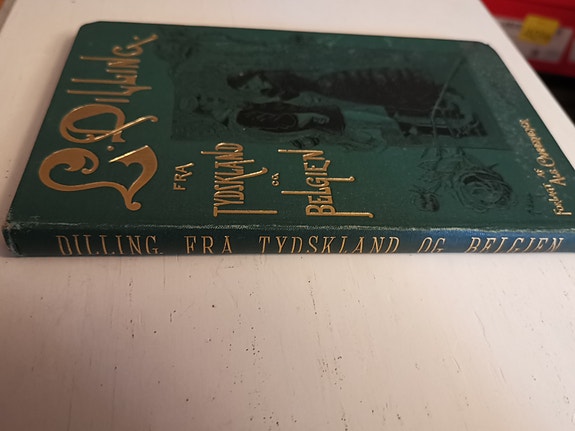 L. Dilling.
FRA
TYDSKLAND
OG
BELGIEN
DILLING. FRA TYDSKLAND OG BELGIEN